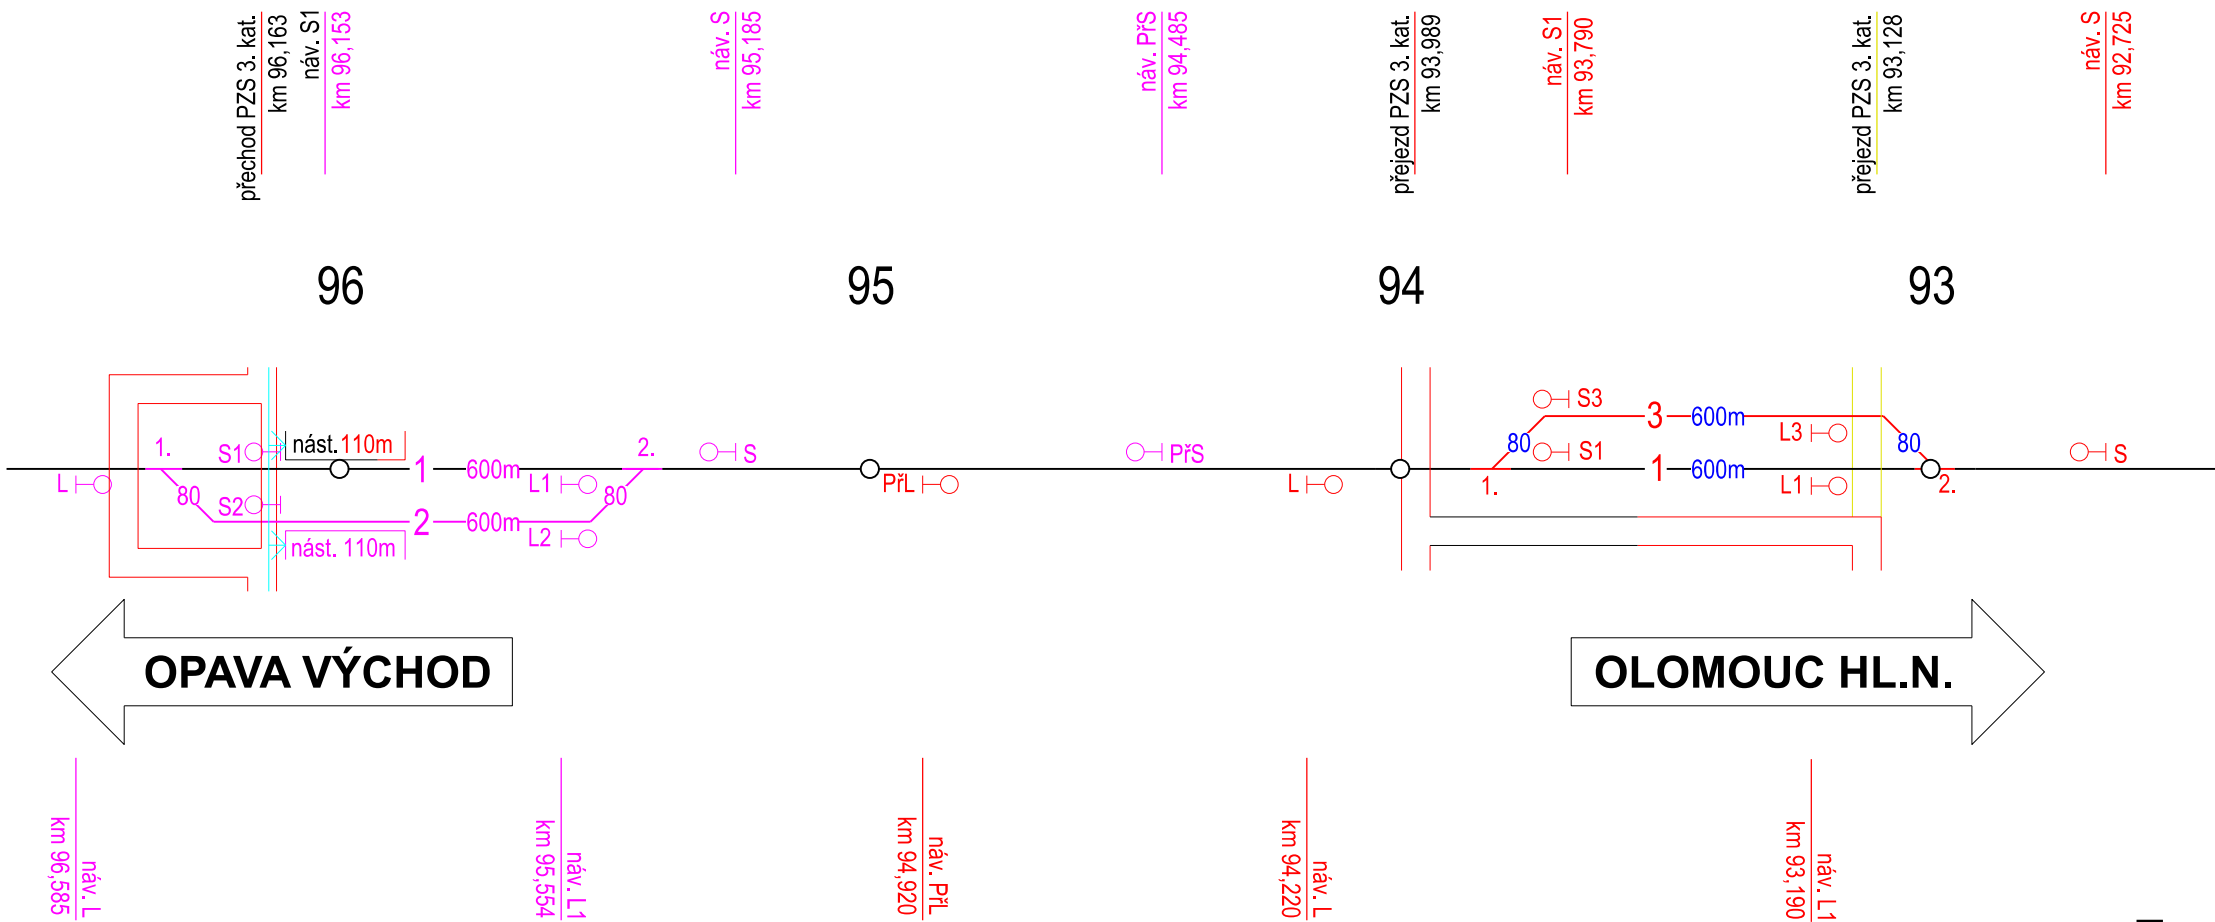 přechod PZS 3. kat.
km 96,163
náv. S1
km 96,153
náv. S
km 95,185
náv. PřS
km 94,485
přejezd PZS 3. kat.
km 93,989
náv. S1
km 93,790
přejezd PZS 3. kat.
km 93,128
náv. S
km 92,725
96 95 94 93
S3
3 600m
1. S1 nást. 110m 2. S PřS 80 S1 L3 80 S
1 600m 1 600m
L 80 S2 L1 80 PřL L 1. L1 2.
2 600m
nást. 110m L2
OPAVA VÝCHOD OLOMOUC HL.N.
náv. L
km 96,585
náv. L1
km 95,554
náv. PřL
km 94,920
náv. L
km 94,220
náv. L1
km 93,190